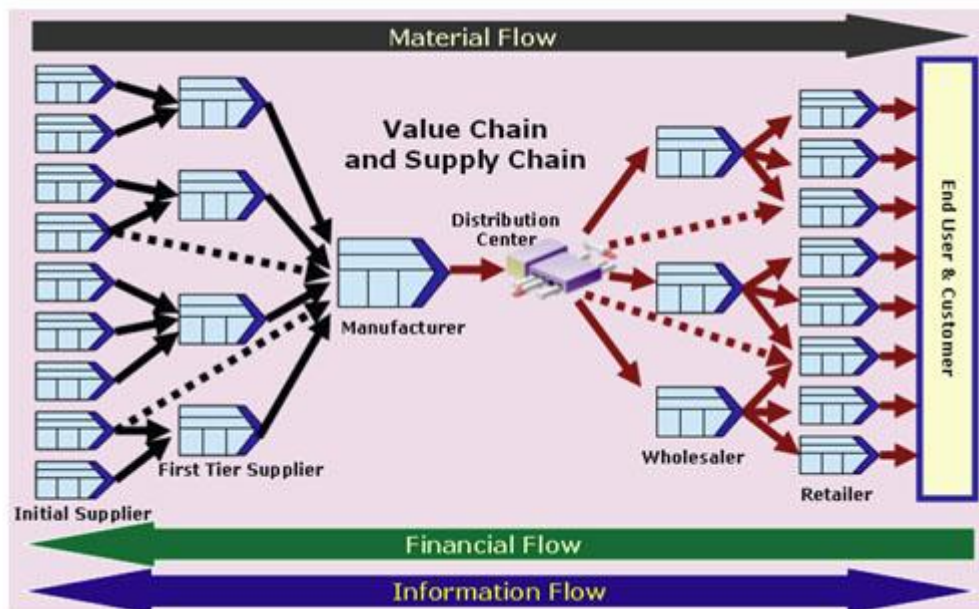 Material Flow
Value Chain
and Supply Chain
Distribution
Center
Manufacturer
First Tier Supplier
Initial Supplier
Wholesaler
Retailer
End User & Customer
Financial Flow
Information Flow